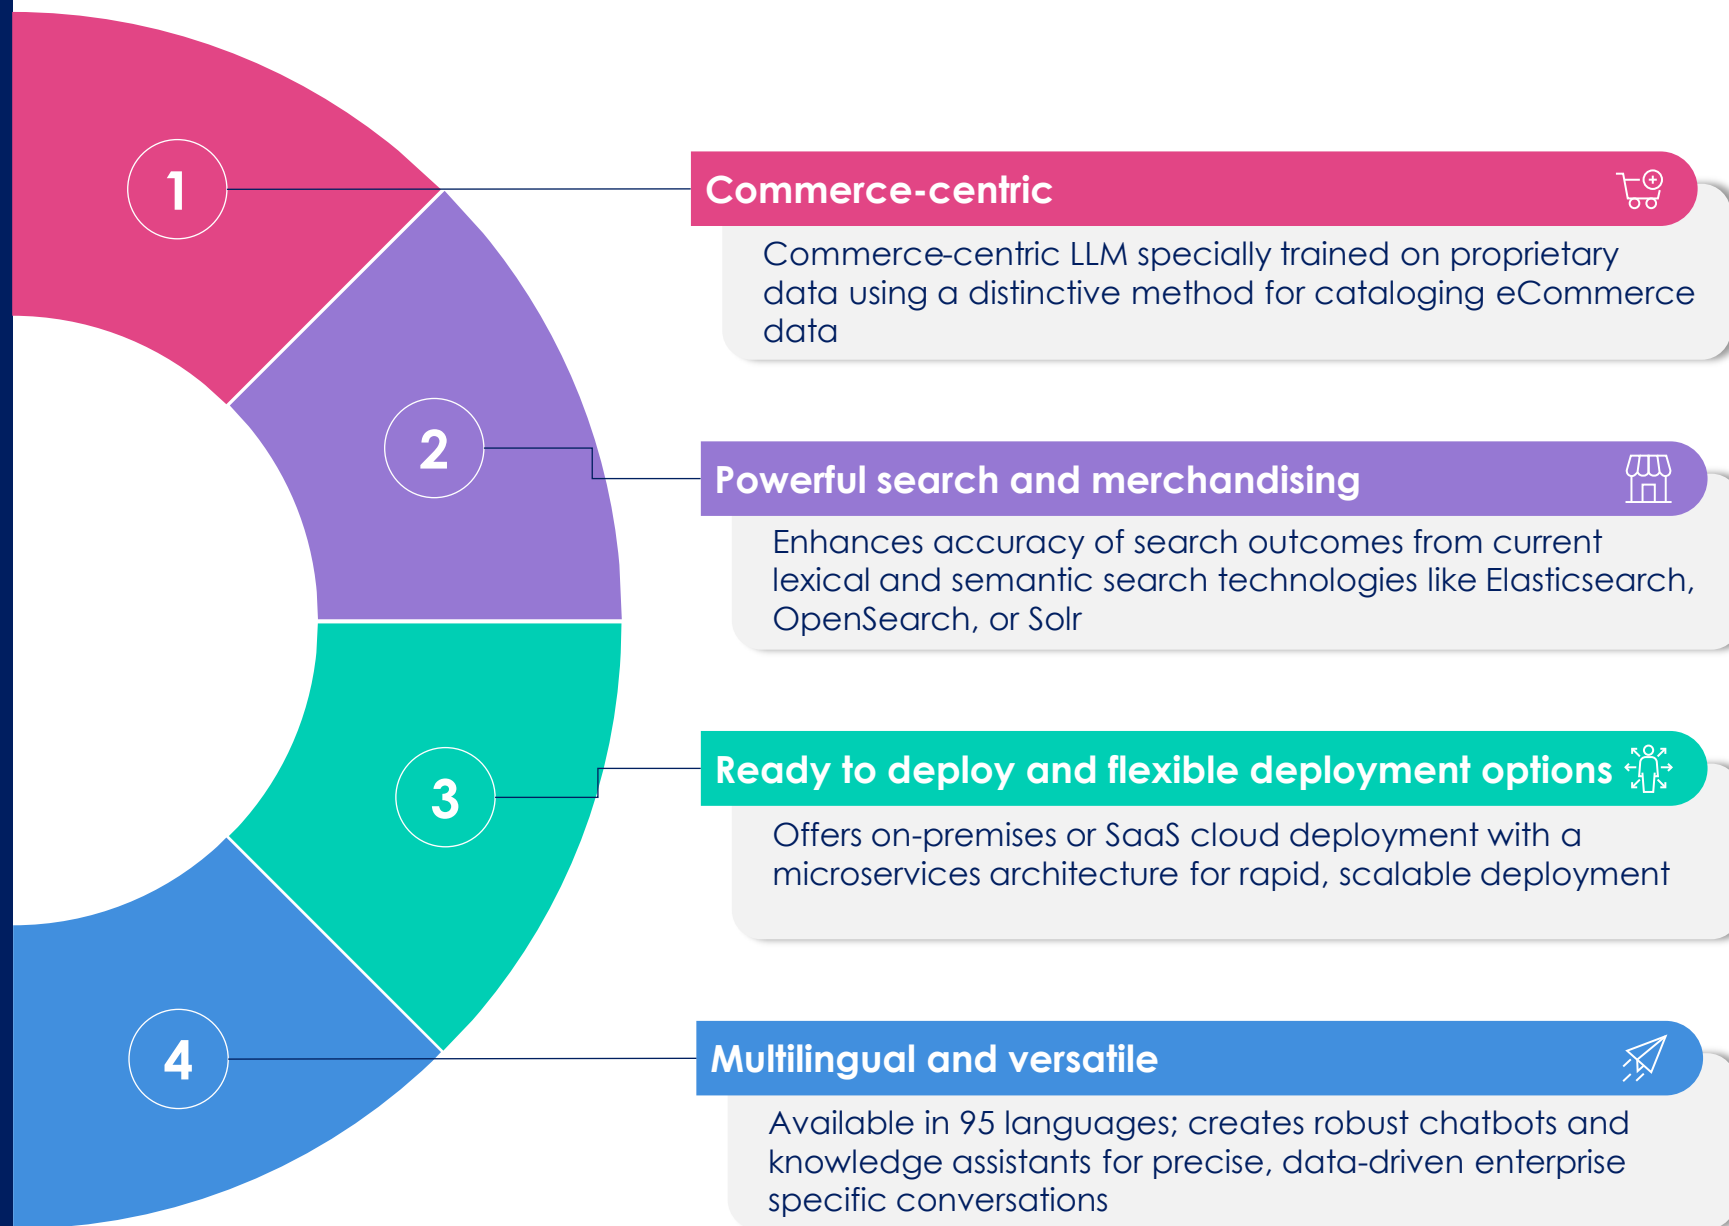 1
Commerce-centric
Commerce-centric LLM specially trained on proprietary
data using a distinctive method for cataloging eCommerce
data
2
Powerful search and merchandising
Enhances accuracy of search outcomes from current
lexical and semantic search technologies like Elasticsearch,
OpenSearch, or Solr
3
Ready to deploy and flexible deployment options
Offers on-premises or SaaS cloud deployment with a
microservices architecture for rapid, scalable deployment
4
Multilingual and versatile
Available in 95 languages; creates robust chatbots and
knowledge assistants for precise, data-driven enterprise
specific conversations